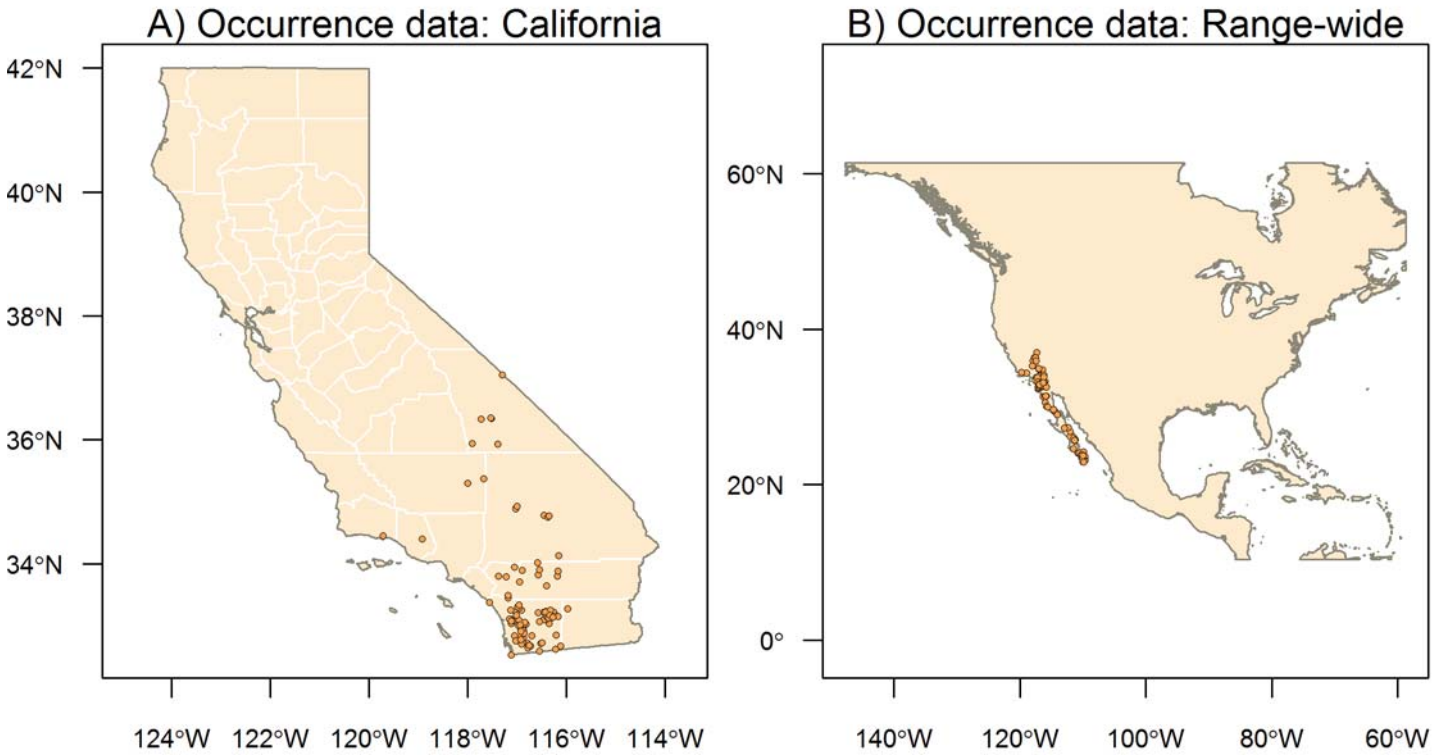 A) Occurrence data: California
42°N
40°N
38°N
36°N
34°N
124°W 122°W 120°W 118°W 116°W 114°W
B) Occurrence data: Range-wide
60°N
40°N
20°N
0°
140°W 120°W 100°W 80°W 60°W